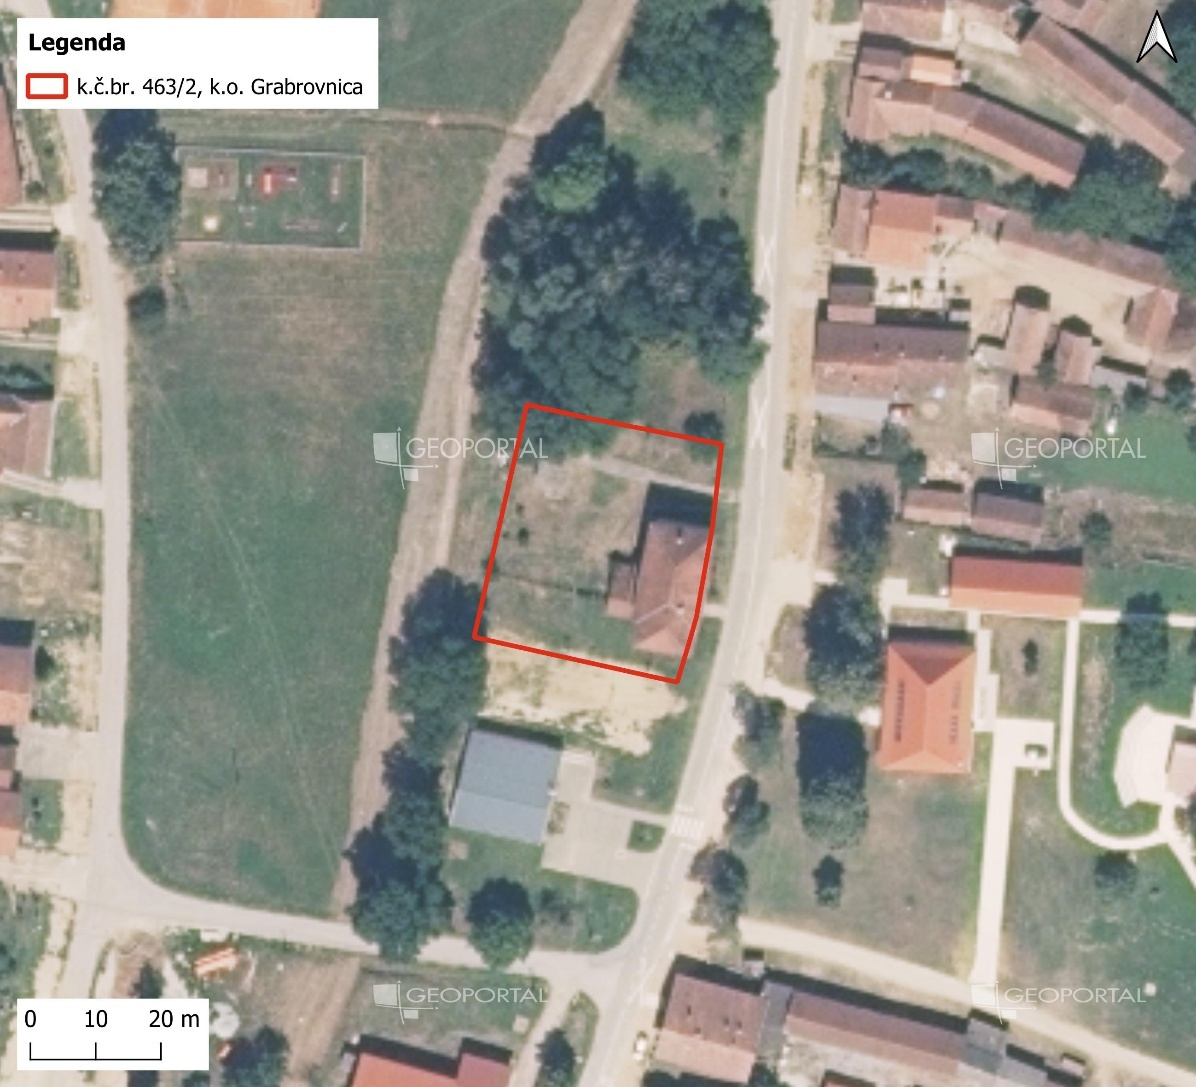 Legenda
k.č.br. 463/2, k.o. Grabrovnica
GEOPORTAL
GEOPORTAL
GEOPORTAL
GEOPORTAL
0 10 20 m